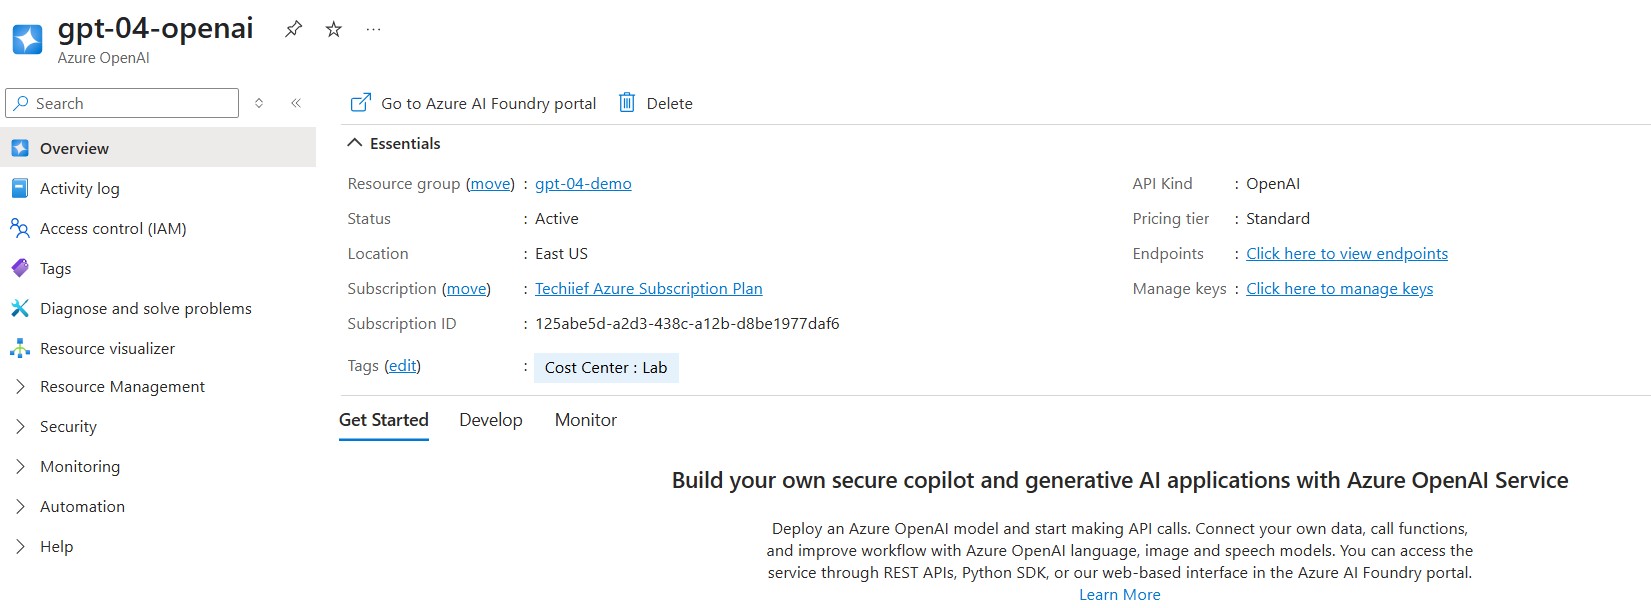 gpt-04-openai
Azure OpenAI
Search
Overview
Activity log
Access control (IAM)
Tags
Diagnose and solve problems
Resource visualizer
Resource Management
Security
Monitoring
Automation
Help
Go to Azure AI Foundry portal
Delete
Essentials
Resource group (move) : gpt-04-demo
Status : Active
Location : East US
Subscription (move) : Techiief Azure Subscription Plan
Subscription ID : 125abe5d-a2d3-438c-a12b-d8be1977daf6
Tags (edit) : Cost Center : Lab
API Kind : OpenAI
Pricing tier : Standard
Endpoints : Click here to view endpoints
Manage keys : Click here to manage keys
Get Started Develop Monitor
Build your own secure copilot and generative AI applications with Azure OpenAI Service
Deploy an Azure OpenAI model and start making API calls. Connect your own data, call functions,
and improve workflow with Azure OpenAI language, image and speech models. You can access the
service through REST APIs, Python SDK, or our web-based interface in the Azure AI Foundry portal.
Learn More